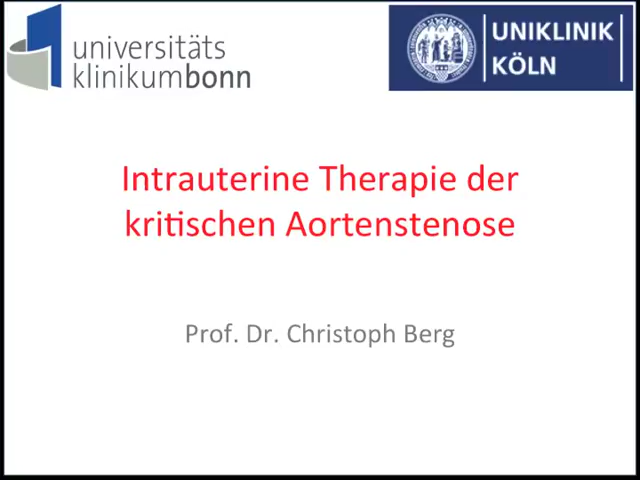 universitäts
klinikumbonn
UNIKLINIK
KÖLN
Intrauterine Therapie der
kritischen Aortenstenose
Prof. Dr. Christoph Berg